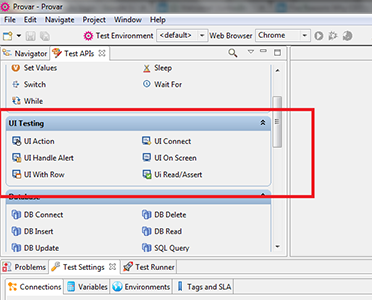 Provar - Provar
File Edit Navigate Project Window Help
Test Environment <default> Web Browser Chrome
Navigator Test APIs
Set Values Sleep
Switch Wait For
While
UI Testing
UI Action UI Connect
UI Handle Alert UI On Screen
UI With Row Ui Read/Assert
Database
DB Connect DB Delete
DB Insert DB Read
DB Update SQL Query
Problems Test Settings Test Runner
Connections Variables Environments Tags and SLA